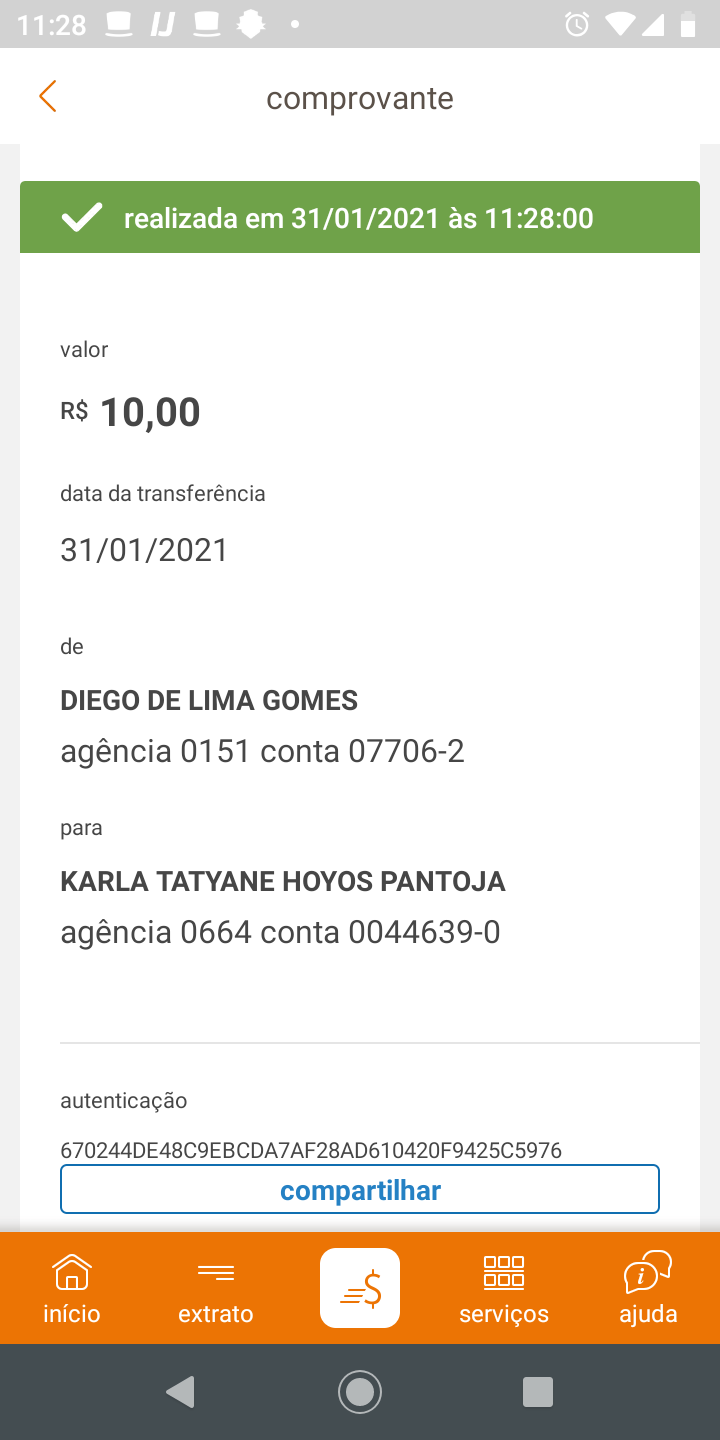 11:28
comprovante
realizada em 31/01/2021 às 11:28:00
valor
R$ 10,00
data da transferência
31/01/2021
de
DIEGO DE LIMA GOMES
agência 0151 conta 07706-2
para
KARLA TATYANE HOYOS PANTOJA
agência 0664 conta 0044639-0
autenticação
670244DE48C9EBCDA7AF28AD610420F9425C5976
compartilhar
início extrato serviços ajuda